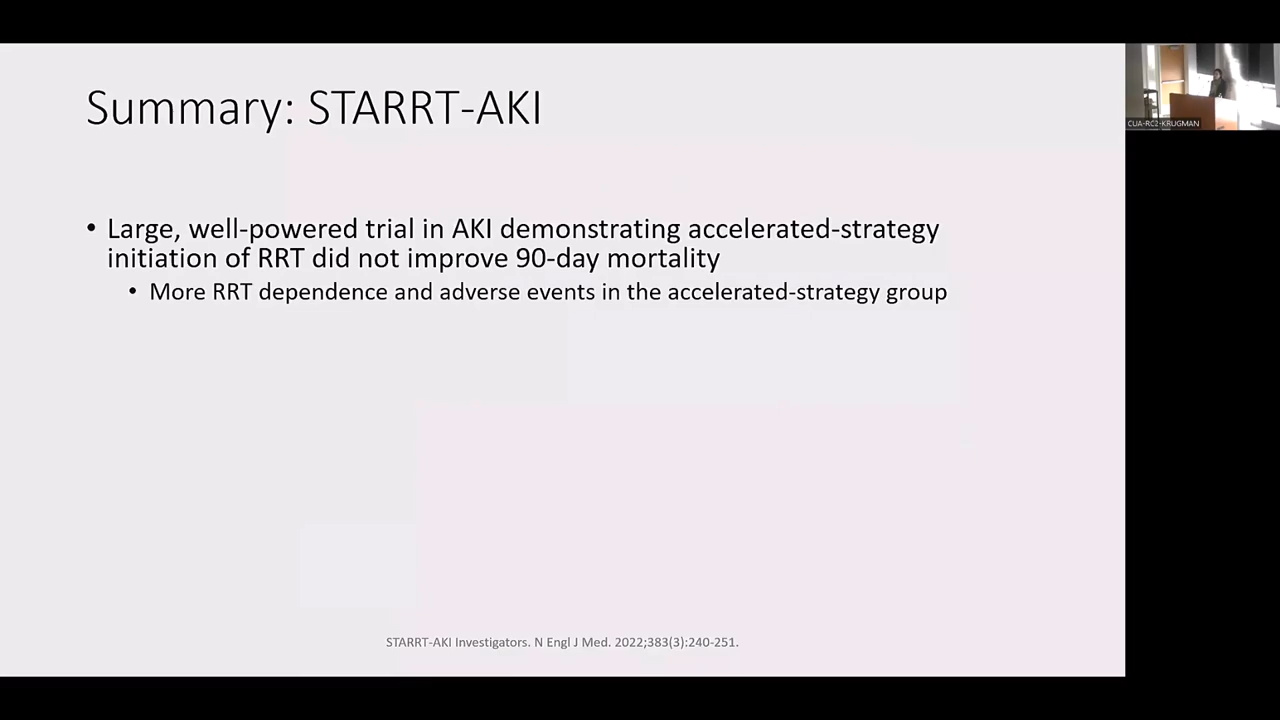 Summary: STARRT-AKI
• Large, well-powered trial in AKI demonstrating accelerated-strategy
initiation of RRT did not improve 90-day mortality
• More RRT dependence and adverse events in the accelerated-strategy group
STARRT-AKI Investigators. N Engl J Med. 2022;383(3):240-251.
CUA-RC2-KRUGMAN